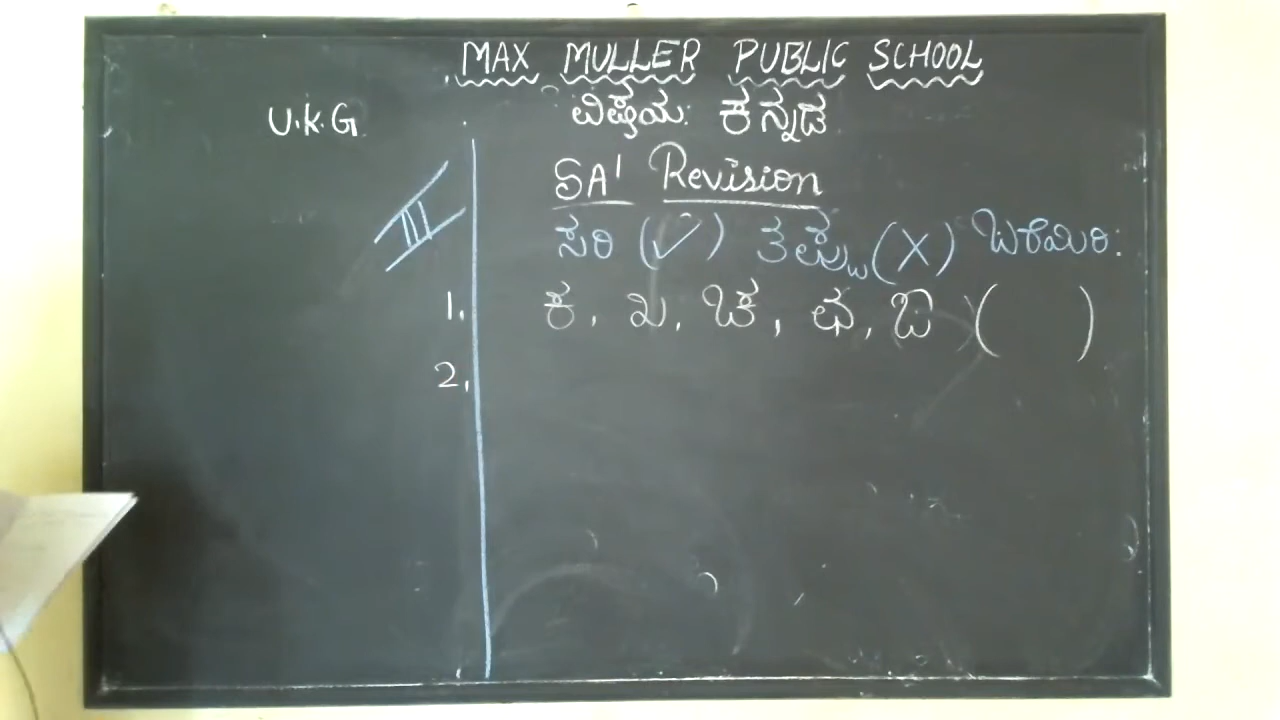 MAX MULLER PUBLIC SCHOOL
U.K.G
ವಿಷಯ: ಕನ್ನಡ
SA1 Revision
III
ಸರಿ (✓) ತಪ್ಪು (X) ಬರೆಯಿರಿ:
1. ಕ, ಖ, ಚ, ಛ, ಔ ( )
2.